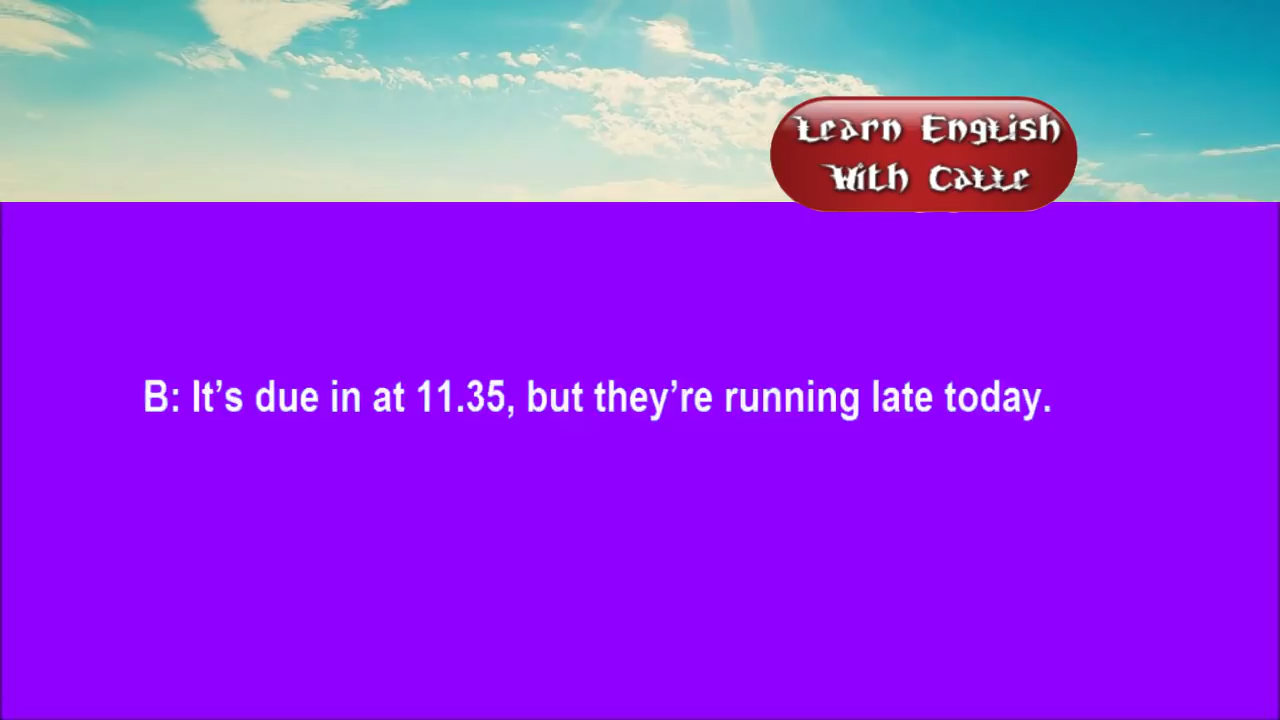 Learn English
With Catte
B: It’s due in at 11.35, but they’re running late today.